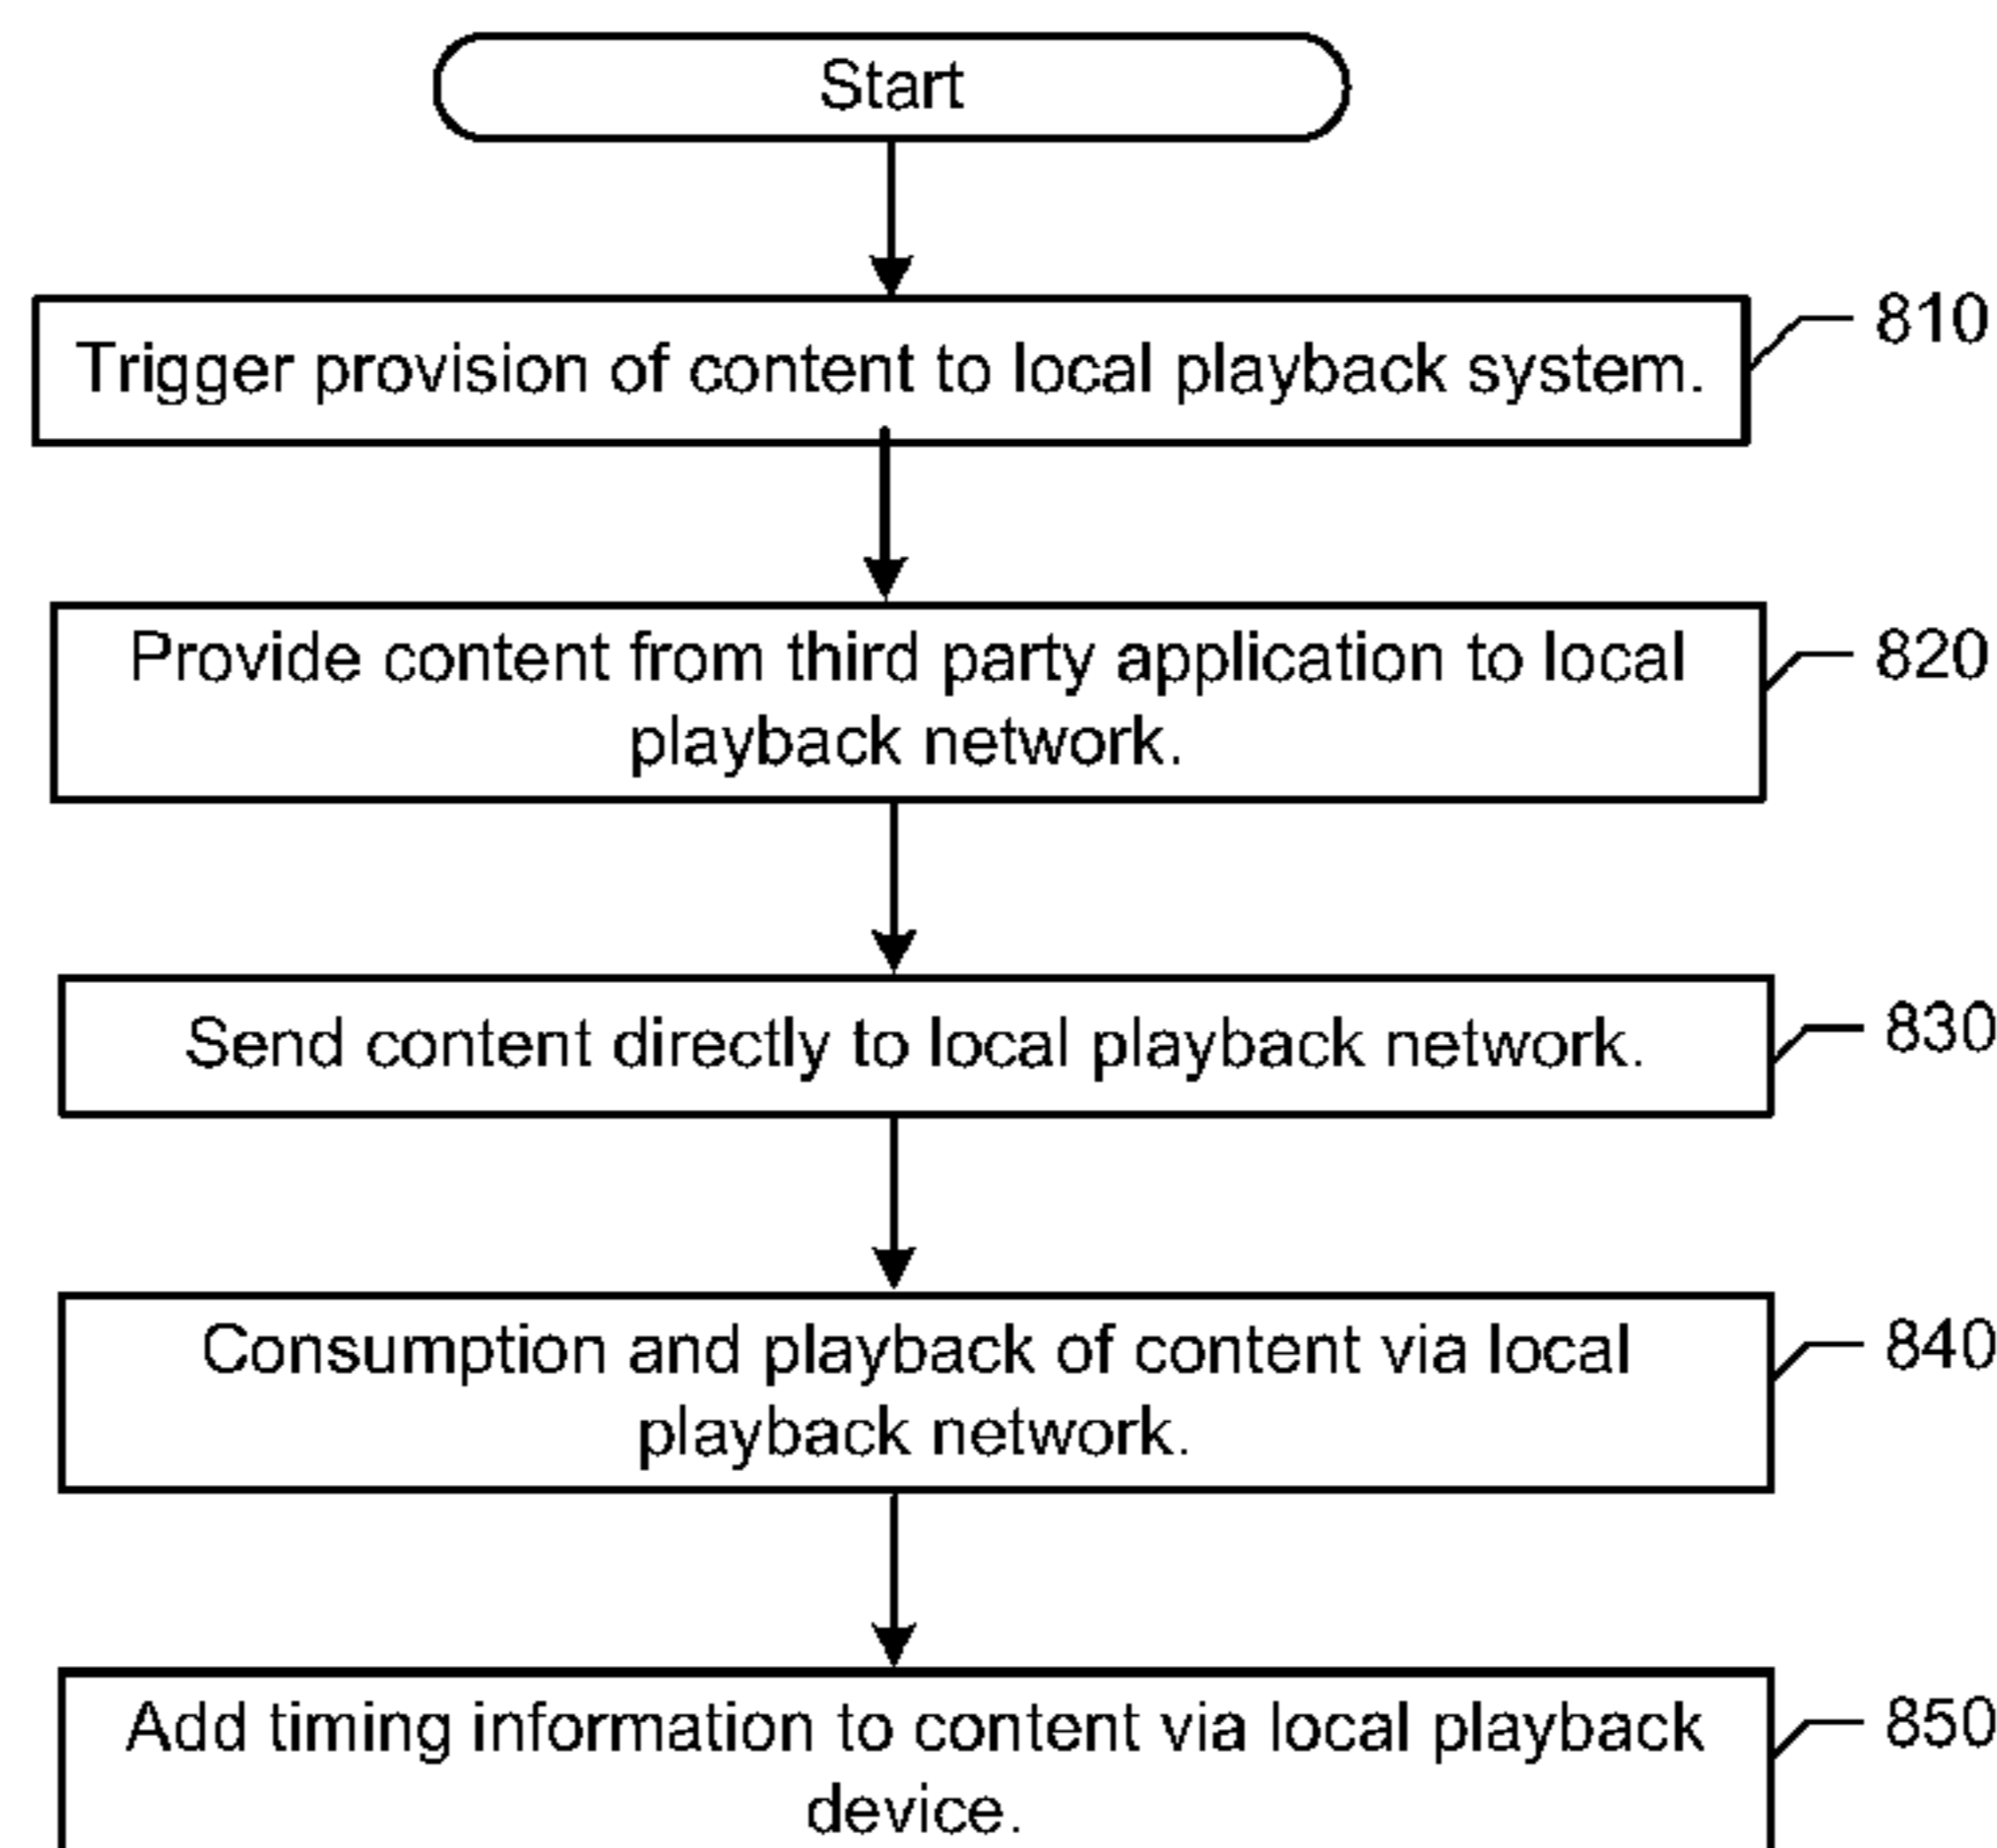 Start
810
Trigger provision of content to local playback system.
820
Provide content from third party application to local
playback network.
830
Send content directly to local playback network.
840
Consumption and playback of content via local
playback network.
850
Add timing information to content via local playback
device.